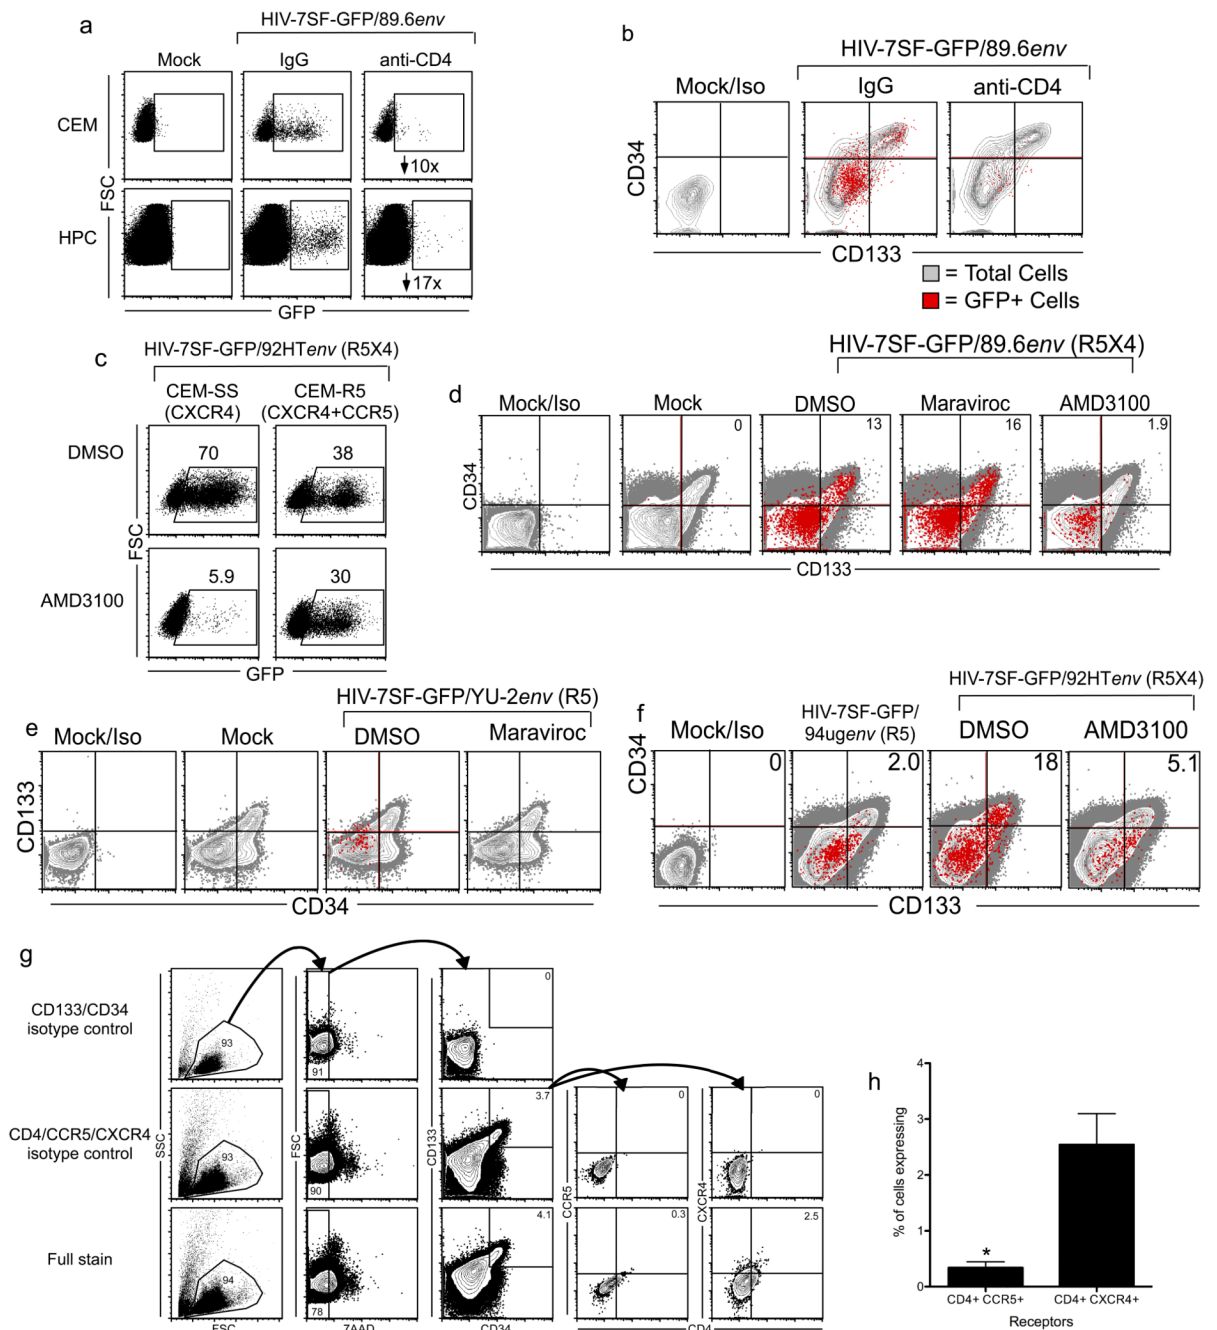 a
HIV-7SF-GFP/89.6env
Mock
IgG
anti-CD4
CEM
FSC
10x
HPC
17x
GFP
b
HIV-7SF-GFP/89.6env
Mock/Iso
IgG
anti-CD4
CD34
CD133
= Total Cells
= GFP+ Cells
c
HIV-7SF-GFP/92HTenv (R5X4)
CEM-SS
(CXCR4)
CEM-R5
(CXCR4+CCR5)
DMSO
70
38
FSC
AMD3100
5.9
30
GFP
d
HIV-7SF-GFP/89.6env (R5X4)
Mock/Iso
Mock
DMSO
Maraviroc
AMD3100
0
13
16
1.9
CD34
CD133
e
HIV-7SF-GFP/YU-2env (R5)
Mock/Iso
Mock
DMSO
Maraviroc
CD133
CD34
f
HIV-7SF-GFP/92HTenv (R5X4)
Mock/Iso
HIV-7SF-GFP/
94ugenv (R5)
DMSO
AMD3100
CD34
0
2.0
18
5.1
CD133
g
CD133/CD34
isotype control
93
91
0
CD4/CCR5/CXCR4
isotype control
SSC
93
FSC
90
CD133
3.7
CCR5
0
CXCR4
0
Full stain
94
78
4.1
0.3
2.5
FSC
7AAD
CD34
CD4
h
% of cells expressing
4
3
2
1
0
*
CD4+ CCR5+
CD4+ CXCR4+
Receptors